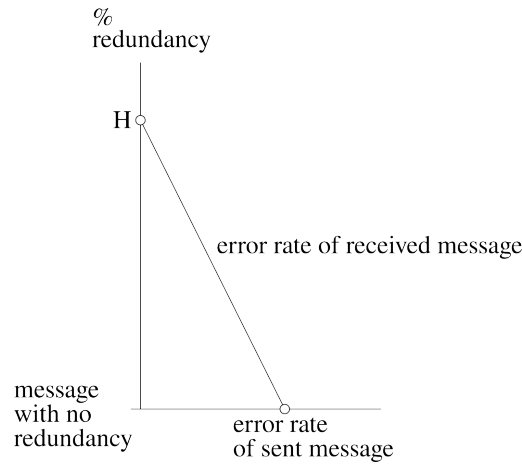 %
redundancy
H
error rate of received message
message
with no
redundancy
error rate
of sent message